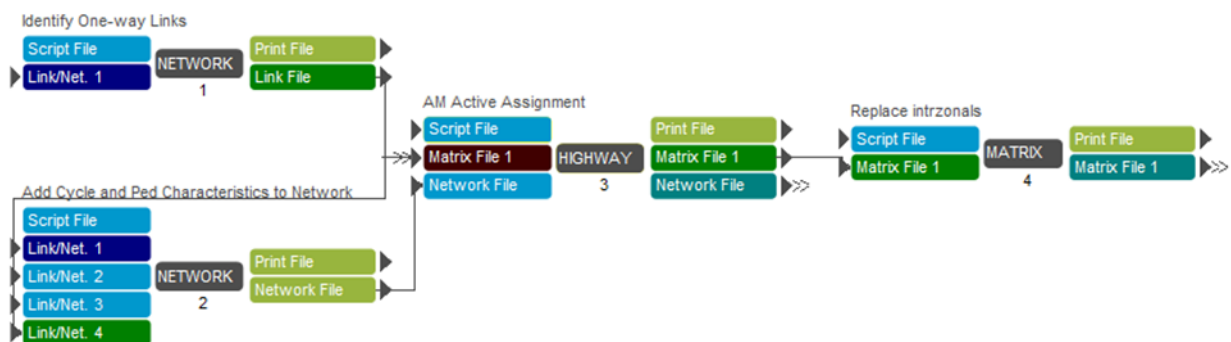 Identify One-way Links
Script File
Link/Net. 1
NETWORK
1
Print File
Link File
Add Cycle and Ped Characteristics to Network
Script File
Link/Net. 1
Link/Net. 2
Link/Net. 3
Link/Net. 4
NETWORK
2
Print File
Network File
AM Active Assignment
Script File
Matrix File 1
Network File
HIGHWAY
3
Print File
Matrix File 1
Network File
Replace intrzonals
Script File
Matrix File 1
MATRIX
4
Print File
Matrix File 1